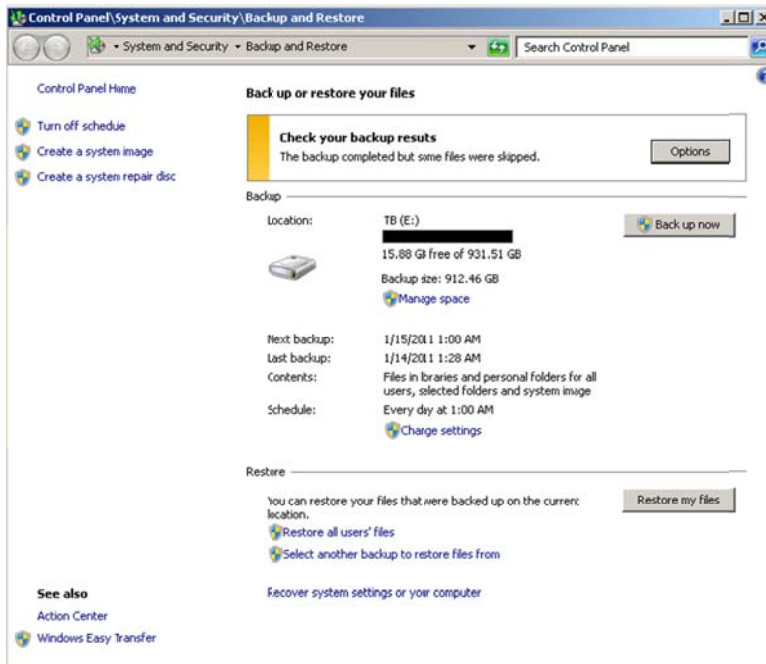 Control Panel\System and Security\Backup and Restore
System and Security
Backup and Restore
Search Control Panel
Control Panel Home
Turn off schedule
Create a system image
Create a system repair disc
See also
Action Center
Windows Easy Transfer
Back up or restore your files
Check your backup resuts
The backup completed but some files were skipped.
Options
Backup
Location:
TB (E:)
15.88 GB free of 931.51 GB
Backup size: 912.46 GB
Manage space
Back up now
Next backup:
1/15/2011 1:00 AM
Last backup:
1/14/2011 1:28 AM
Contents:
Files in libraries and personal folders for all
users, selected folders and system image
Schedule:
Every day at 1:00 AM
Change settings
Restore
You can restore your files that were backed up on the current
location.
Restore my files
Restore all users' files
Select another backup to restore files from
Recover system settings or your computer